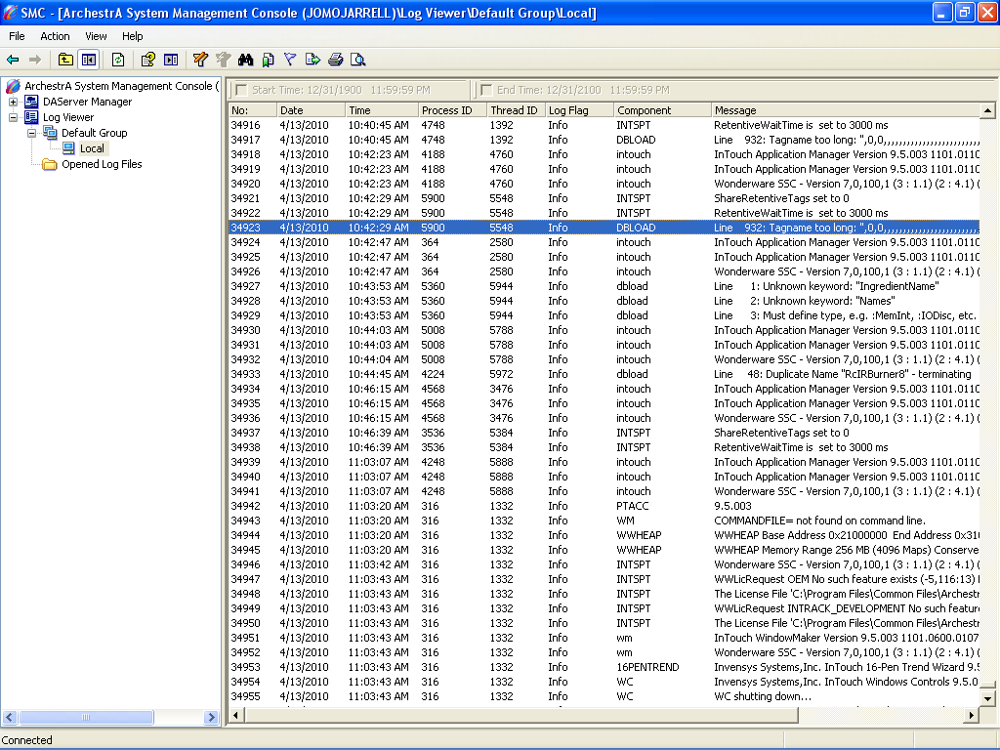 SMC - [ArchestrA System Management Console (JOMOJARRELL)\Log Viewer\Default Group\Local]
File Action View Help
ArchestrA System Management Console (
DAServer Manager
Log Viewer
Default Group
Local
Opened Log Files
Start Time: 12/31/1900 11:59:59 PM End Time: 12/31/2100 11:59:59 PM
No: Date Time Process ID Thread ID Log Flag Component Message
34916 4/13/2010 10:40:45 AM 4748 1392 Info INTSPT RetentiveWaitTime is set to 3000 ms
34917 4/13/2010 10:40:45 AM 4748 1392 Info DBLOAD Line 932: Tagname too long: ",0,0,,,,,,,,,,,,,,,,,,,,,,,,
34918 4/13/2010 10:42:23 AM 4188 4760 Info intouch InTouch Application Manager Version 9.5.003 1101.0110
34919 4/13/2010 10:42:23 AM 4188 4760 Info intouch InTouch Application Manager Version 9.5.003 1101.0110
34920 4/13/2010 10:42:23 AM 4188 4760 Info intouch Wonderware SSC - Version 7,0,100,1 (3 : 1.1) (2 : 4.1) (
34921 4/13/2010 10:42:29 AM 5900 5548 Info INTSPT ShareRetentiveTags set to 0
34922 4/13/2010 10:42:29 AM 5900 5548 Info INTSPT RetentiveWaitTime is set to 3000 ms
34923 4/13/2010 10:42:29 AM 5900 5548 Info DBLOAD Line 932: Tagname too long: ",0,0,,,,,,,,,,,,,,,,,,,,,,,,
34924 4/13/2010 10:42:47 AM 364 2580 Info intouch InTouch Application Manager Version 9.5.003 1101.0110
34925 4/13/2010 10:42:47 AM 364 2580 Info intouch InTouch Application Manager Version 9.5.003 1101.0110
34926 4/13/2010 10:42:47 AM 364 2580 Info intouch Wonderware SSC - Version 7,0,100,1 (3 : 1.1) (2 : 4.1) (
34927 4/13/2010 10:43:53 AM 5360 5944 Info dbload Line 1: Unknown keyword: "IngredientName"
34928 4/13/2010 10:43:53 AM 5360 5944 Info dbload Line 2: Unknown keyword: "Names"
34929 4/13/2010 10:43:53 AM 5360 5944 Info dbload Line 3: Must define type, e.g. :MemInt, :IODisc, etc.
34930 4/13/2010 10:44:03 AM 5008 5788 Info intouch InTouch Application Manager Version 9.5.003 1101.0110
34931 4/13/2010 10:44:03 AM 5008 5788 Info intouch InTouch Application Manager Version 9.5.003 1101.0110
34932 4/13/2010 10:44:04 AM 5008 5788 Info intouch Wonderware SSC - Version 7,0,100,1 (3 : 1.1) (2 : 4.1) (
34933 4/13/2010 10:44:45 AM 4224 5972 Info dbload Line 48: Duplicate Name "RcIRBurner8" - terminating
34934 4/13/2010 10:46:15 AM 4568 3476 Info intouch InTouch Application Manager Version 9.5.003 1101.0110
34935 4/13/2010 10:46:15 AM 4568 3476 Info intouch InTouch Application Manager Version 9.5.003 1101.0110
34936 4/13/2010 10:46:15 AM 4568 3476 Info intouch Wonderware SSC - Version 7,0,100,1 (3 : 1.1) (2 : 4.1) (
34937 4/13/2010 10:46:39 AM 3536 5384 Info INTSPT ShareRetentiveTags set to 0
34938 4/13/2010 10:46:39 AM 3536 5384 Info INTSPT RetentiveWaitTime is set to 3000 ms
34939 4/13/2010 11:03:07 AM 4248 5888 Info intouch InTouch Application Manager Version 9.5.003 1101.0110
34940 4/13/2010 11:03:07 AM 4248 5888 Info intouch InTouch Application Manager Version 9.5.003 1101.0110
34941 4/13/2010 11:03:07 AM 4248 5888 Info intouch Wonderware SSC - Version 7,0,100,1 (3 : 1.1) (2 : 4.1) (
34942 4/13/2010 11:03:20 AM 316 1332 Info PTACC 9.5.003
34943 4/13/2010 11:03:20 AM 316 1332 Info WM COMMANDFILE= not found on command line.
34944 4/13/2010 11:03:20 AM 316 1332 Info WWHEAP WWHEAP Base Address 0x21000000 End Address 0x310
34945 4/13/2010 11:03:20 AM 316 1332 Info WWHEAP WWHEAP Memory Range 256 MB (4096 Maps) Conserve
34946 4/13/2010 11:03:42 AM 316 1332 Info INTSPT Wonderware SSC - Version 7,0,100,1 (3 : 1.1) (2 : 4.1) (
34947 4/13/2010 11:03:43 AM 316 1332 Info INTSPT WWLicRequest OEM No such feature exists (-5,116:13)
34948 4/13/2010 11:03:43 AM 316 1332 Info INTSPT The License File 'C:\Program Files\Common Files\Archestr
34949 4/13/2010 11:03:43 AM 316 1332 Info INTSPT WWLicRequest INTRACK_DEVELOPMENT No such featur
34950 4/13/2010 11:03:43 AM 316 1332 Info INTSPT The License File 'C:\Program Files\Common Files\Archestr
34951 4/13/2010 11:03:43 AM 316 1332 Info wm InTouch WindowMaker Version 9.5.003 1101.0600.0107
34952 4/13/2010 11:03:43 AM 316 1332 Info wm Wonderware SSC - Version 7,0,100,1 (3 : 1.1) (2 : 4.1) (
34953 4/13/2010 11:03:43 AM 316 1332 Info 16PENTREND Invensys Systems,Inc. InTouch 16-Pen Trend Wizard 9.5
34954 4/13/2010 11:03:43 AM 316 1332 Info WC Invensys Systems,Inc. InTouch Windows Controls 9.5.0
34955 4/13/2010 11:03:43 AM 316 1332 Info WC WC shutting down...
Connected